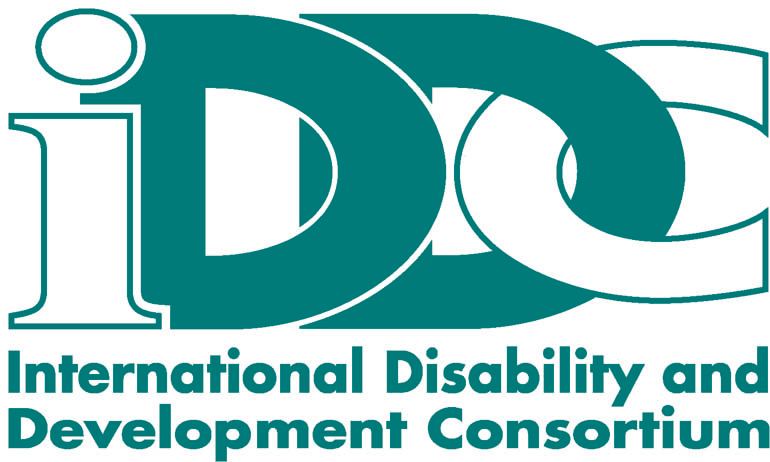 iDDC
International Disability and
Development Consortium